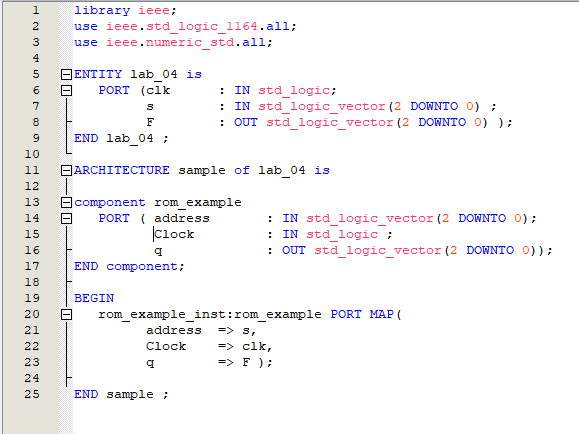 1 library ieee;
2 use ieee.std_logic_1164.all;
3 use ieee.numeric_std.all;
4
5 ENTITY lab_04 is
6 PORT (clk : IN std_logic;
7 s : IN std_logic_vector(2 DOWNTO 0) ;
8 F : OUT std_logic_vector(2 DOWNTO 0) );
9 END lab_04 ;
10
11 ARCHITECTURE sample of lab_04 is
12
13 component rom_example
14 PORT ( address : IN std_logic_vector(2 DOWNTO 0);
15 Clock : IN std_logic ;
16 q : OUT std_logic_vector(2 DOWNTO 0));
17 END component;
18
19 BEGIN
20 rom_example_inst:rom_example PORT MAP(
21 address => s,
22 Clock => clk,
23 q => F );
24
25 END sample ;